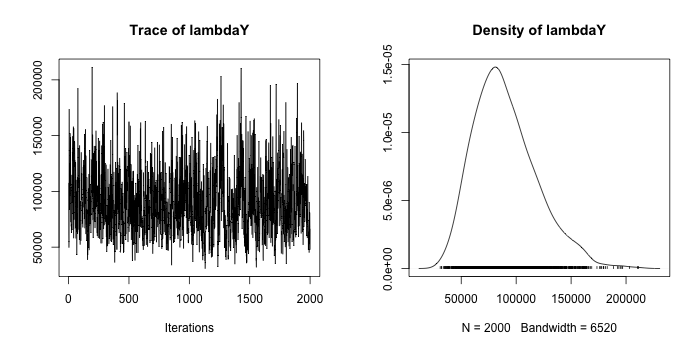 Trace of lambdaY
200000
150000
100000
50000
0
500
1000
1500
2000
Iterations
Density of lambdaY
1.5e-05
1.0e-05
5.0e-06
0.0e+00
50000
100000
150000
200000
N = 2000 Bandwidth = 6520